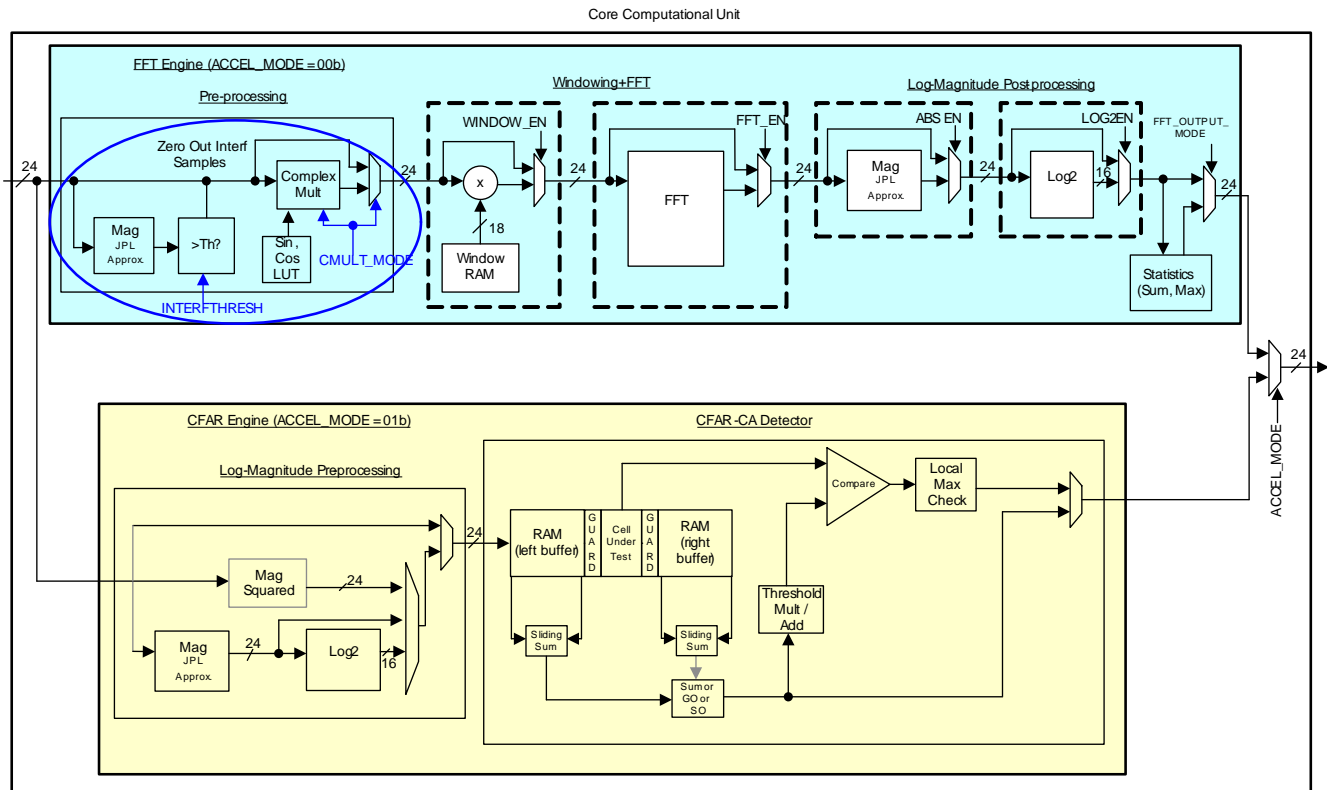 Core Computational Unit
FFT Engine (ACCEL_MODE = 00b)
Pre-processing
Windowing+FFT
Log-Magnitude Post-processing
Zero Out Interf
Samples
24
Mag
JPL
Approx.
>Th?
INTERFTHRESH
Complex
Mult
Sin,
Cos
LUT
CMULT_MODE
24
WINDOW_EN
x
18
Window
RAM
24
FFT_EN
FFT
24
ABS EN
Mag
JPL
Approx.
24
LOG2EN
Log2
16
FFT_OUTPUT_
MODE
24
Statistics
(Sum, Max)
24
ACCEL_MODE
CFAR Engine (ACCEL_MODE = 01b)
CFAR-CA Detector
Log-Magnitude Preprocessing
Mag
Squared
24
Mag
JPL
Approx.
24
Log2
16
24
RAM
(left buffer)
GUARD
Cell
Under
Test
GUARD
RAM
(right
buffer)
Sliding
Sum
Sliding
Sum
Sum or
GO or
SO
Threshold
Mult /
Add
Compare
Local
Max
Check